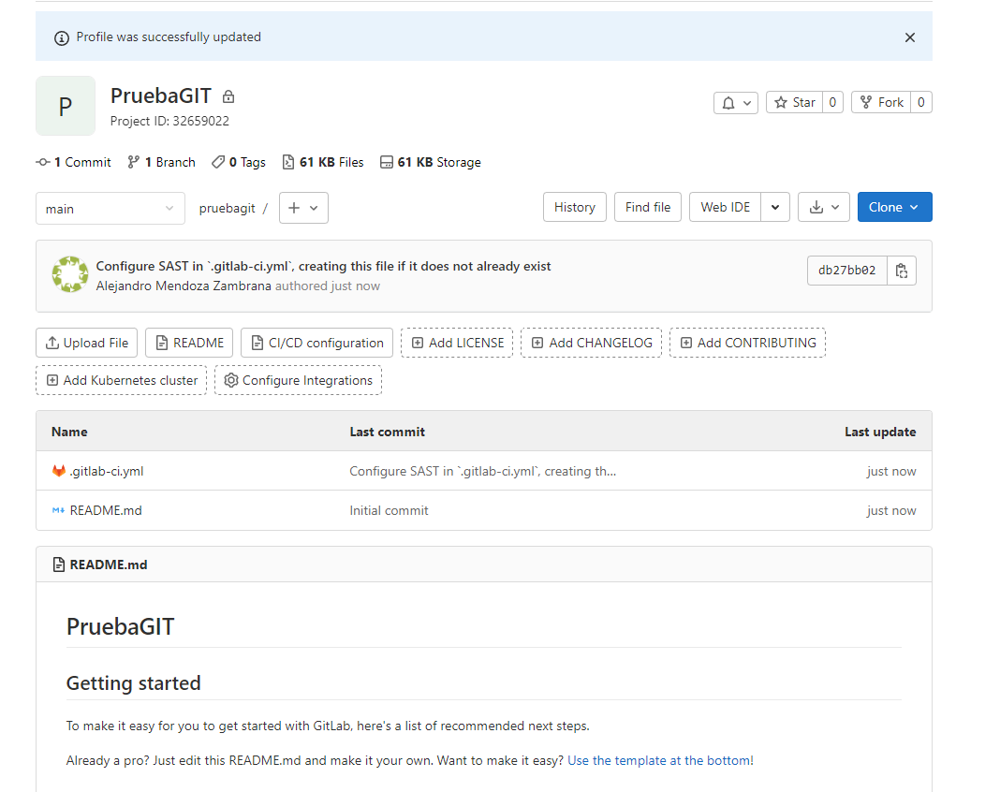 Profile was successfully updated
P
PruebaGIT
Project ID: 32659022
Star 0 Fork 0
1 Commit 1 Branch 0 Tags 61 KB Files 61 KB Storage
main pruebagit / History Find file Web IDE Clone
Configure SAST in `.gitlab-ci.yml`, creating this file if it does not already exist
Alejandro Mendoza Zambrana authored just now
db27bb02
Upload File README CI/CD configuration Add LICENSE Add CHANGELOG Add CONTRIBUTING
Add Kubernetes cluster Configure Integrations
Name Last commit Last update
.gitlab-ci.yml Configure SAST in `.gitlab-ci.yml`, creating th... just now
README.md Initial commit just now
README.md
PruebaGIT
Getting started
To make it easy for you to get started with GitLab, here's a list of recommended next steps.
Already a pro? Just edit this README.md and make it your own. Want to make it easy? Use the template at the bottom!